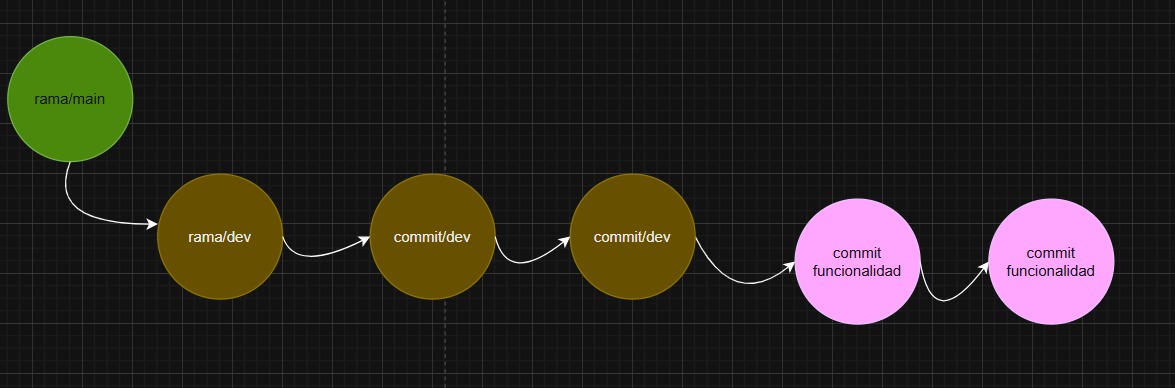 rama/main
rama/dev
commit/dev
commit/dev
commit
funcionalidad
commit
funcionalidad